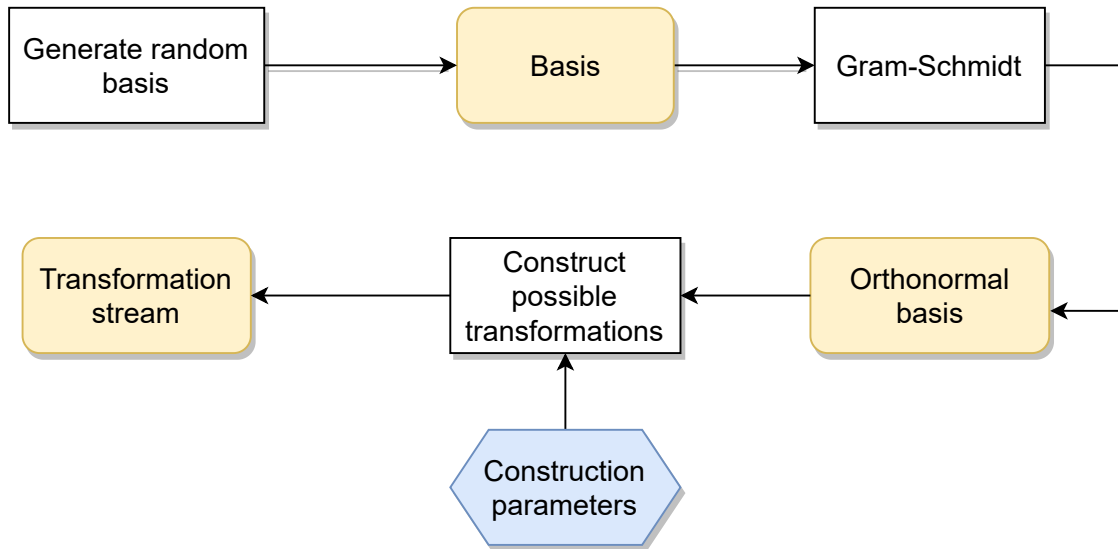 Generate random
basis
Basis
Gram-Schmidt
Transformation
stream
Construct
possible
transformations
Orthonormal
basis
Construction
parameters